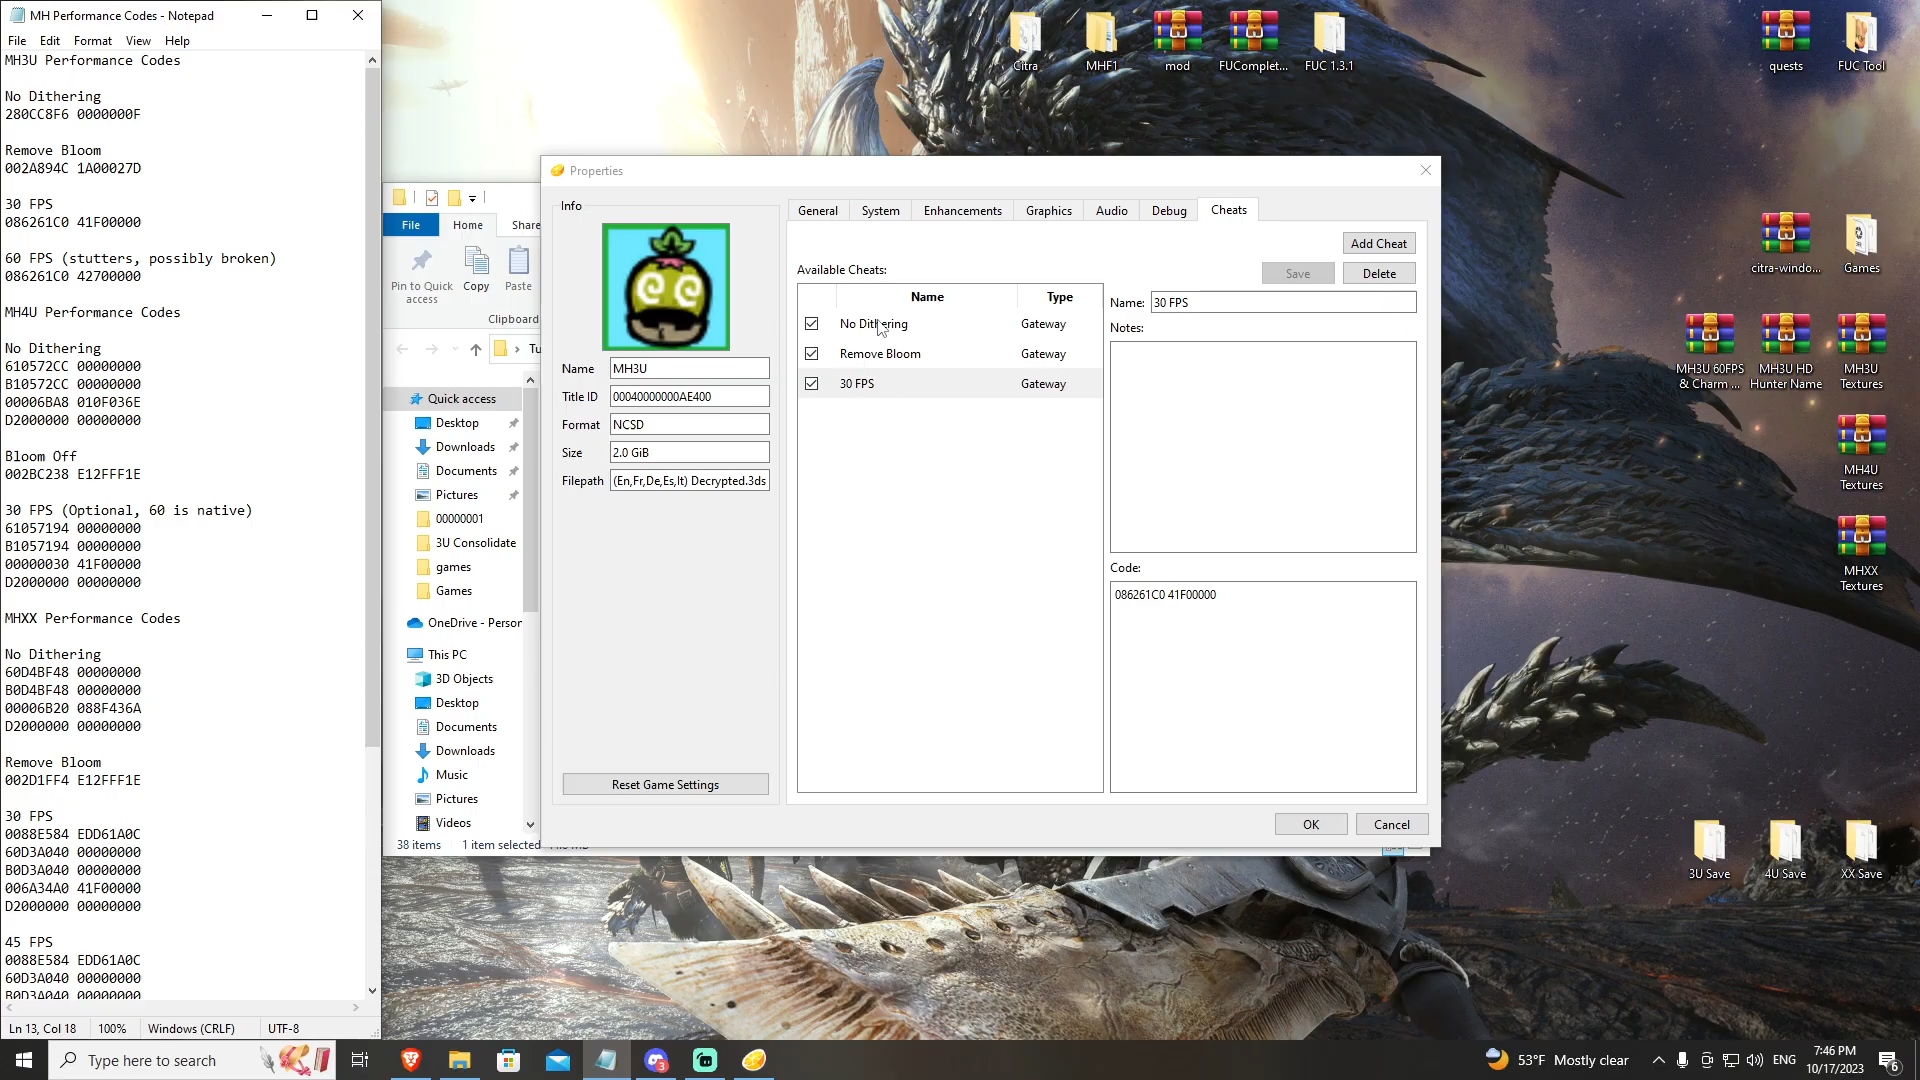 MH Performance Codes - Notepad
File Edit Format View Help
MH3U Performance Codes
No Dithering
280CC8F6 0000000F
Remove Bloom
002A894C 1A00027D
30 FPS
086261C0 41F00000
60 FPS (stutters, possibly broken)
086261C0 42700000
MH4U Performance Codes
No Dithering
610572CC 00000000
B10572CC 00000000
00006BA8 010F036E
D2000000 00000000
Bloom Off
002BC238 E12FFF1E
30 FPS (Optional, 60 is native)
61057194 00000000
B1057194 00000000
00000030 41F00000
D2000000 00000000
MHXX Performance Codes
No Dithering
60D4BF48 00000000
B0D4BF48 00000000
00006B20 088F436A
D2000000 00000000
Remove Bloom
002D1FF4 E12FFF1E
30 FPS
0088E584 EDD61A0C
60D3A040 00000000
B0D3A040 00000000
006A34A0 41F00000
D2000000 00000000
45 FPS
0088E584 EDD61A0C
60D3A040 00000000
B0D3A040 00000000
Ln 13, Col 18 100% Windows (CRLF) UTF-8
File Home Share
Pin to Quick access
Copy
Paste
Clipboard
Tu
Quick access
Desktop
Downloads
Documents
Pictures
00000001
3U Consolidate
games
Games
OneDrive - Person
This PC
3D Objects
Desktop
Documents
Downloads
Music
Pictures
Videos
38 items 1 item selected
Properties
Info
Name MH3U
Title ID 00040000000AE400
Format NCSD
Size 2.0 GiB
Filepath (En,Fr,De,Es,It) Decrypted.3ds
Reset Game Settings
General System Enhancements Graphics Audio Debug Cheats
Add Cheat
Available Cheats:
Save Delete
Name Type
No Dithering Gateway
Remove Bloom Gateway
30 FPS Gateway
Name: 30 FPS
Notes:
Code:
086261C0 41F00000
OK Cancel
Citra
MHF1
mod
FUComplet...
FUC 1.3.1
quests
FUC Tool
citra-windo...
Games
MH3U 60FPS
& Charm ...
MH3U HD
Hunter Name
MH3U
Textures
MH4U
Textures
MHXX
Textures
3U Save
4U Save
XX Save
Type here to search
3
53°F Mostly clear
ENG
7:46 PM
10/17/2023
6